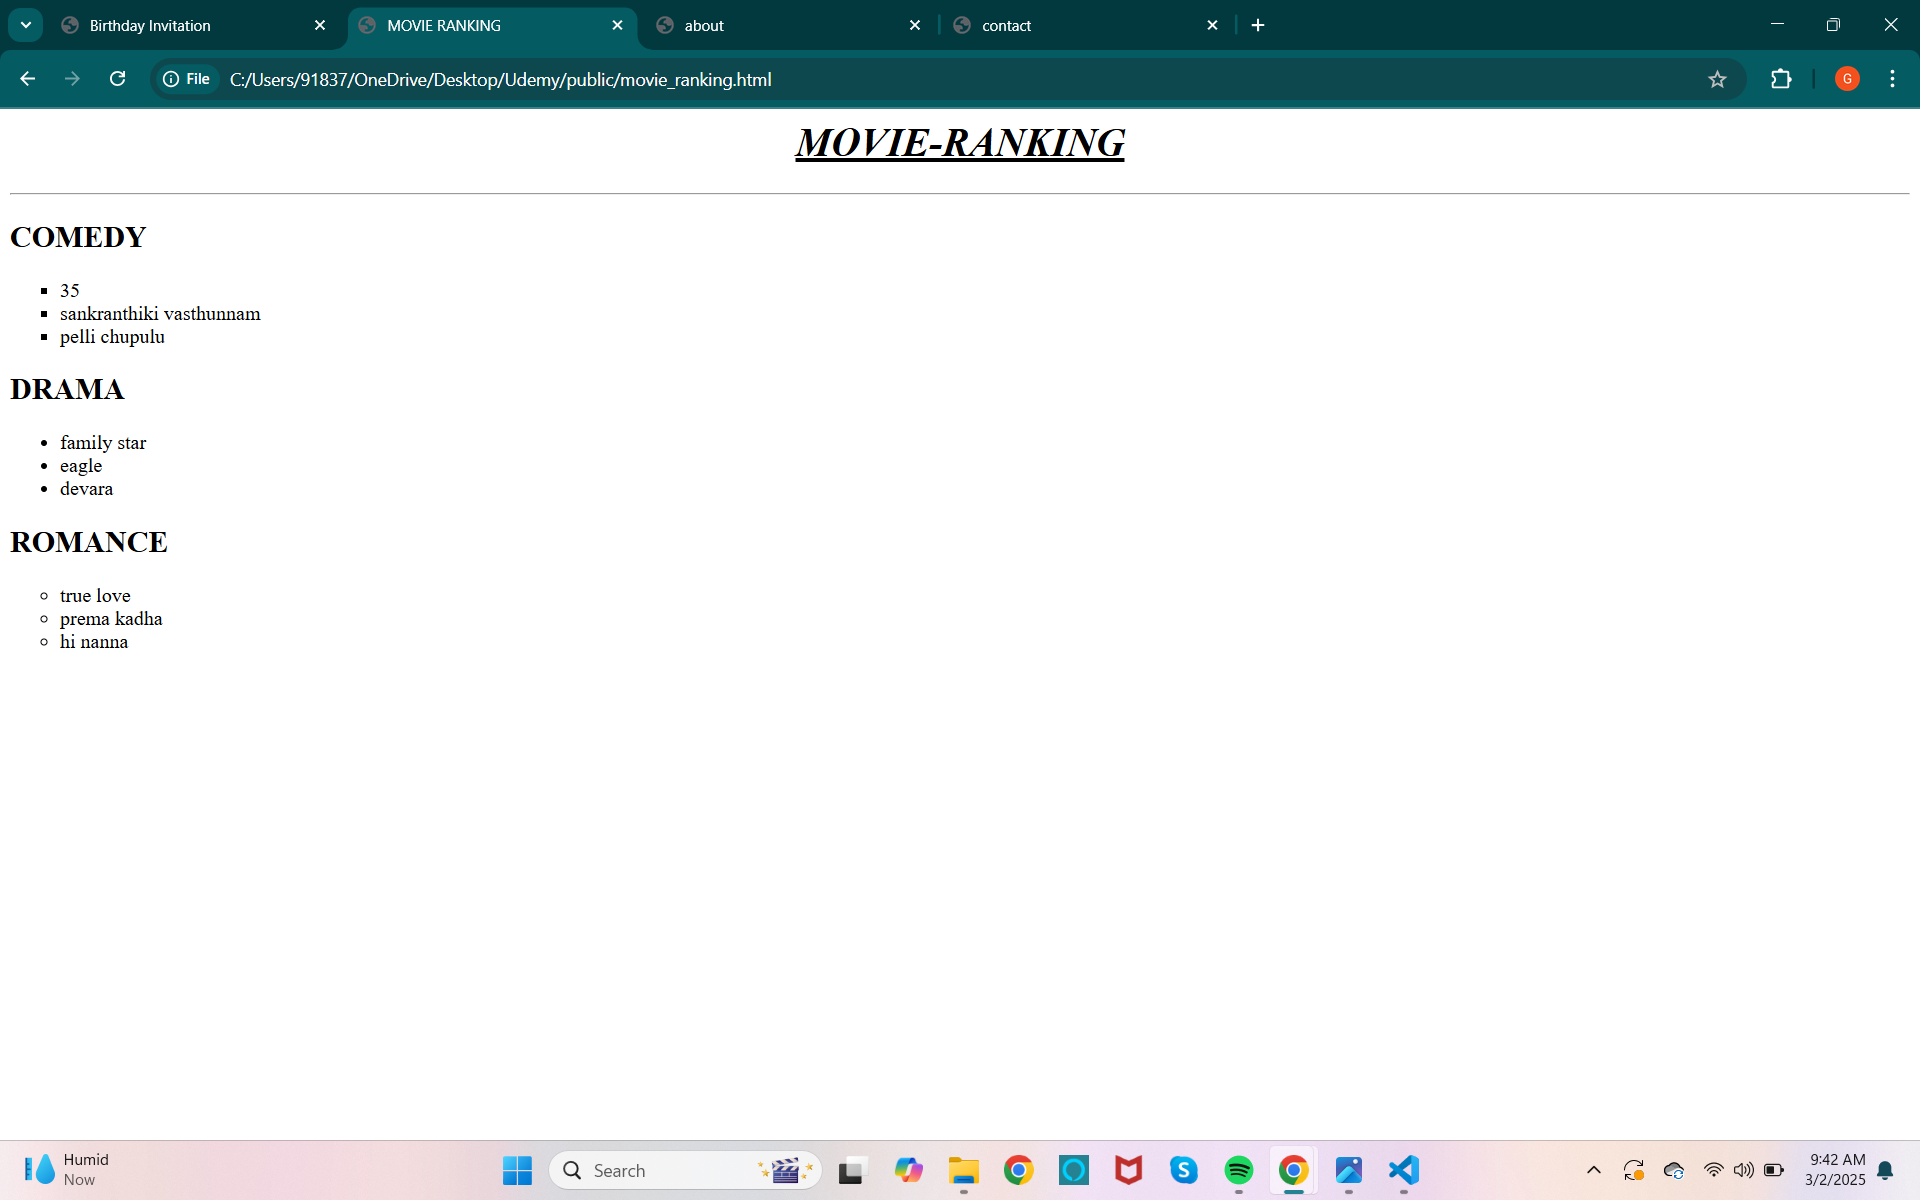 Birthday Invitation
MOVIE RANKING
about
contact
File
C:/Users/91837/OneDrive/Desktop/Udemy/public/movie_ranking.html
G
MOVIE-RANKING
COMEDY
35
sankranthiki vasthunnam
pelli chupulu
DRAMA
family star
eagle
devara
ROMANCE
true love
prema kadha
hi nanna
Humid
Now
Search
S
9:42 AM
3/2/2025